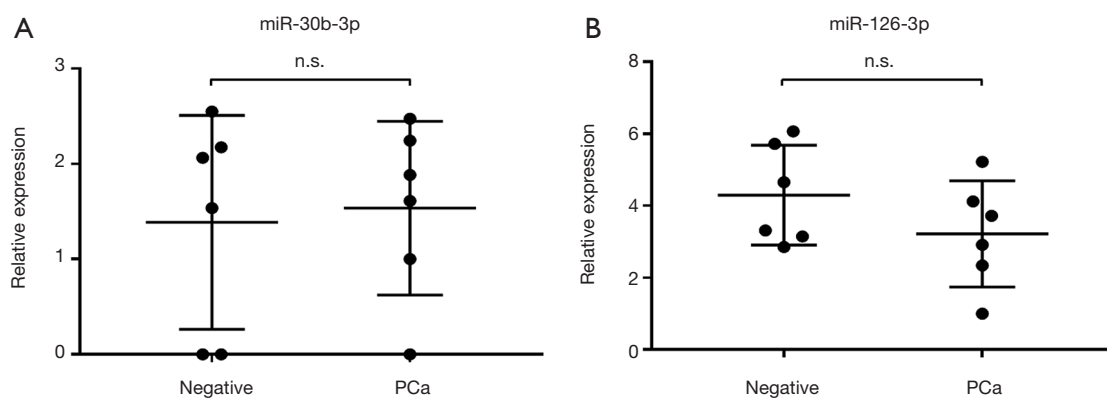 A
miR-30b-3p
n.s.
3
2
1
0
Relative expression
Negative
PCa
B
miR-126-3p
n.s.
8
6
4
2
0
Relative expression
Negative
PCa